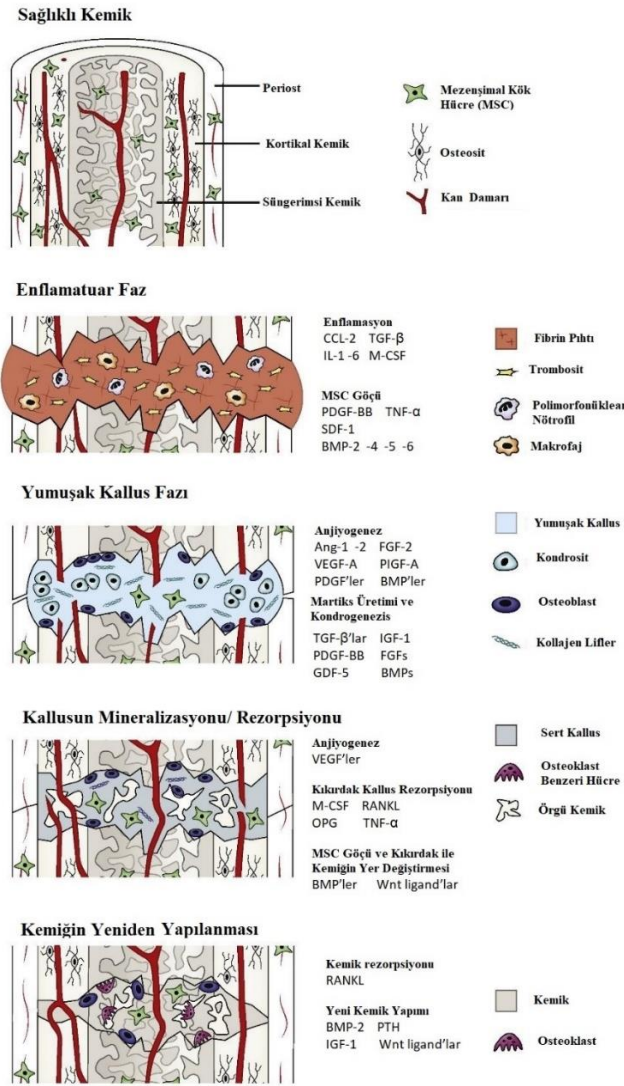 Sağlıklı Kemik
Periost
Kortikal Kemik
Süngerimsi Kemik
Mezenşimal Kök
Hücre (MSC)
Osteosit
Kan Damarı
Enflamatuar Faz
Enflamasyon
CCL-2 TGF-β
IL-1 -6 M-CSF
MSC Göçü
PDGF-BB TNF-α
SDF-1
BMP-2 -4 -5 -6
Fibrin Pıhtı
Trombosit
Polimorfonüklear
Nötrofil
Makrofaj
Yumuşak Kallus Fazı
Anjiyogenez
Ang-1 -2 FGF-2
VEGF-A PIGF-A
PDGF'ler BMP'ler
Martiks Üretimi ve
Kondrogenezis
TGF-β'lar IGF-1
PDGF-BB FGFs
GDF-5 BMPs
Yumuşak Kallus
Kondrosit
Osteoblast
Kollajen Lifler
Kallusun Mineralizasyonu/ Rezorpsiyonu
Anjiyogenez
VEGF'ler
Kıkırdak Kallus Rezorpsiyonu
M-CSF RANKL
OPG TNF-α
MSC Göçü ve Kıkırdak ile
Kemiğin Yer Değiştirmesi
BMP'ler Wnt ligand'lar
Sert Kallus
Osteoklast
Benzeri Hücre
Örgü Kemik
Kemiğin Yeniden Yapılanması
Kemik rezorpsiyonu
RANKL
Yeni Kemik Yapımı
BMP-2 PTH
IGF-1 Wnt ligand'lar
Kemik
Osteoklast